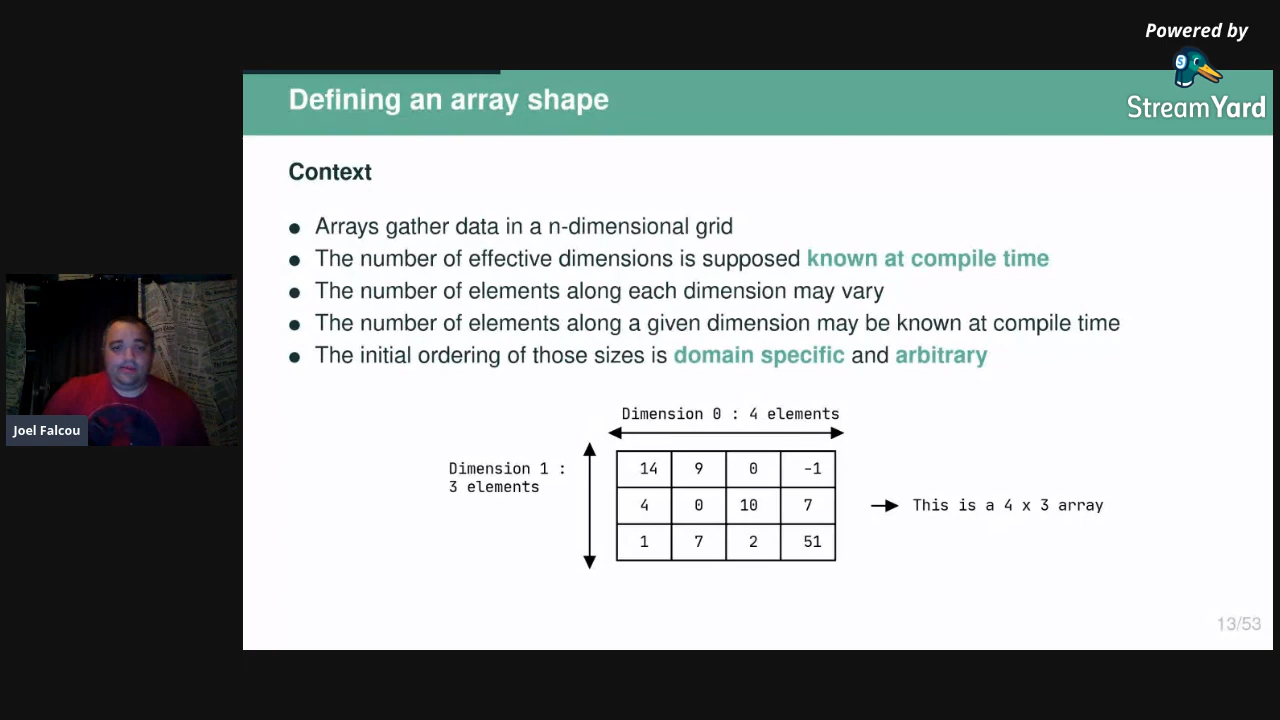 Powered by
StreamYard
Defining an array shape
Context
● Arrays gather data in a n-dimensional grid
● The number of effective dimensions is supposed known at compile time
● The number of elements along each dimension may vary
● The number of elements along a given dimension may be known at compile time
● The initial ordering of those sizes is domain specific and arbitrary
Joel Falcou
Dimension 0 : 4 elements
Dimension 1 :
3 elements
14 9 0 -1
4 0 10 7
1 7 2 51
This is a 4 x 3 array
13/53